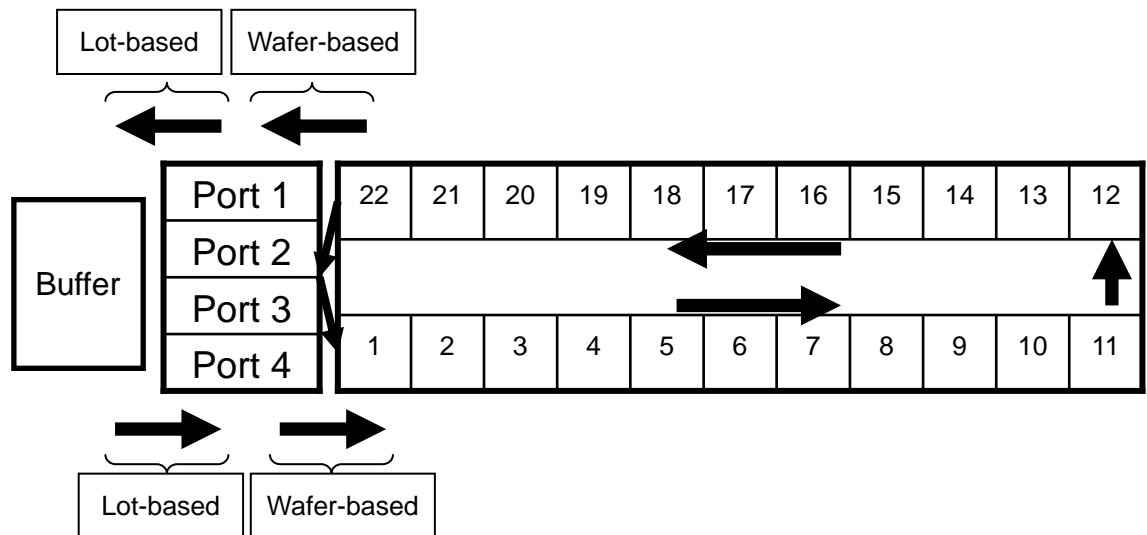 Lot-based
Wafer-based
Port 1
22 21 20 19 18 17 16 15 14 13 12
Port 2
Buffer
Port 3
Port 4
1 2 3 4 5 6 7 8 9 10 11
Lot-based
Wafer-based